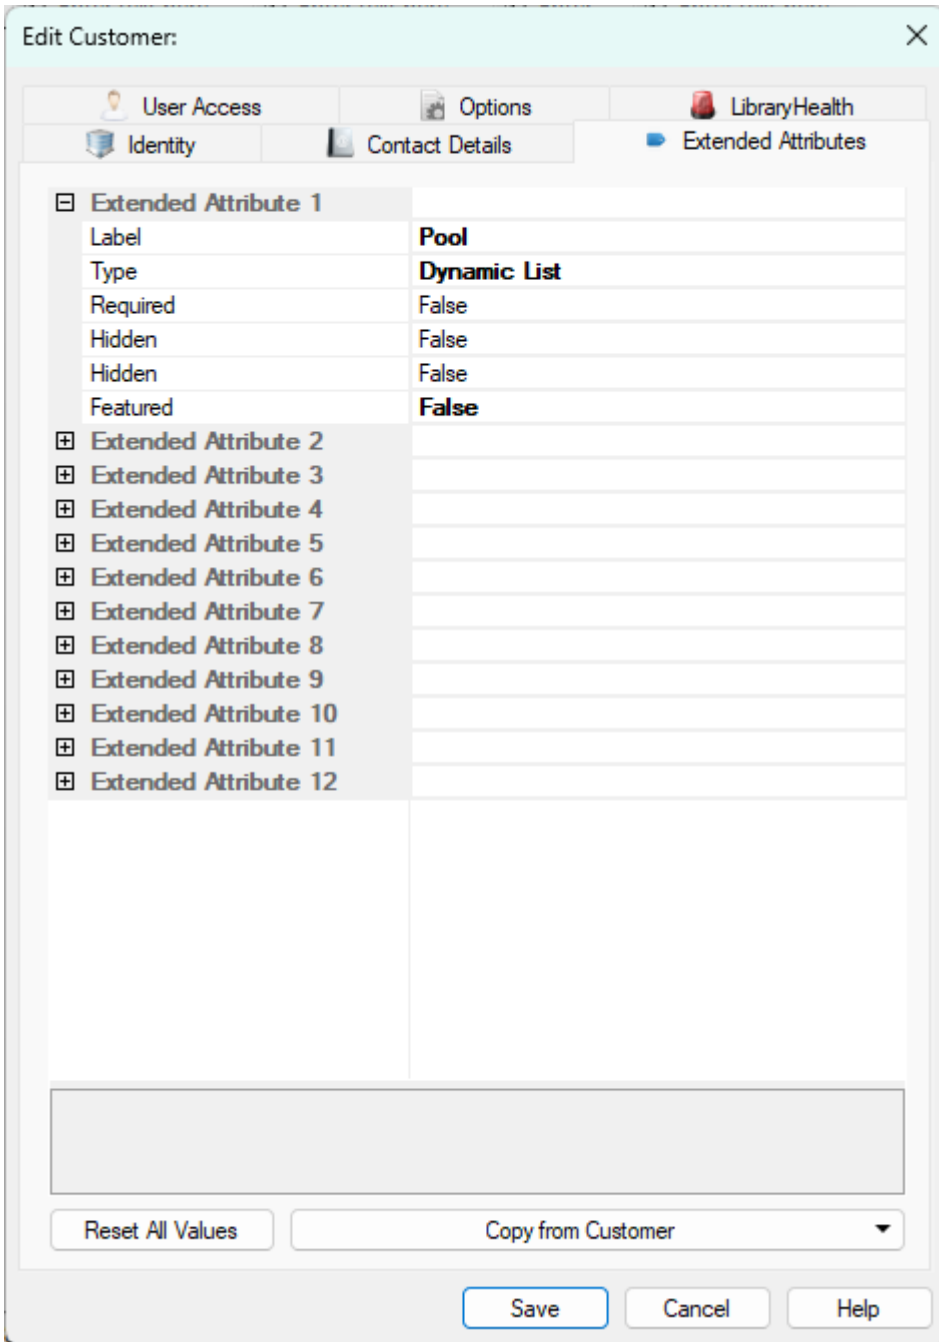 Edit Customer:
User Access Options LibraryHealth
Identity Contact Details Extended Attributes
Extended Attribute 1
Label Pool
Type Dynamic List
Required False
Hidden False
Hidden False
Featured False
Extended Attribute 2
Extended Attribute 3
Extended Attribute 4
Extended Attribute 5
Extended Attribute 6
Extended Attribute 7
Extended Attribute 8
Extended Attribute 9
Extended Attribute 10
Extended Attribute 11
Extended Attribute 12
Reset All Values Copy from Customer
Save Cancel Help